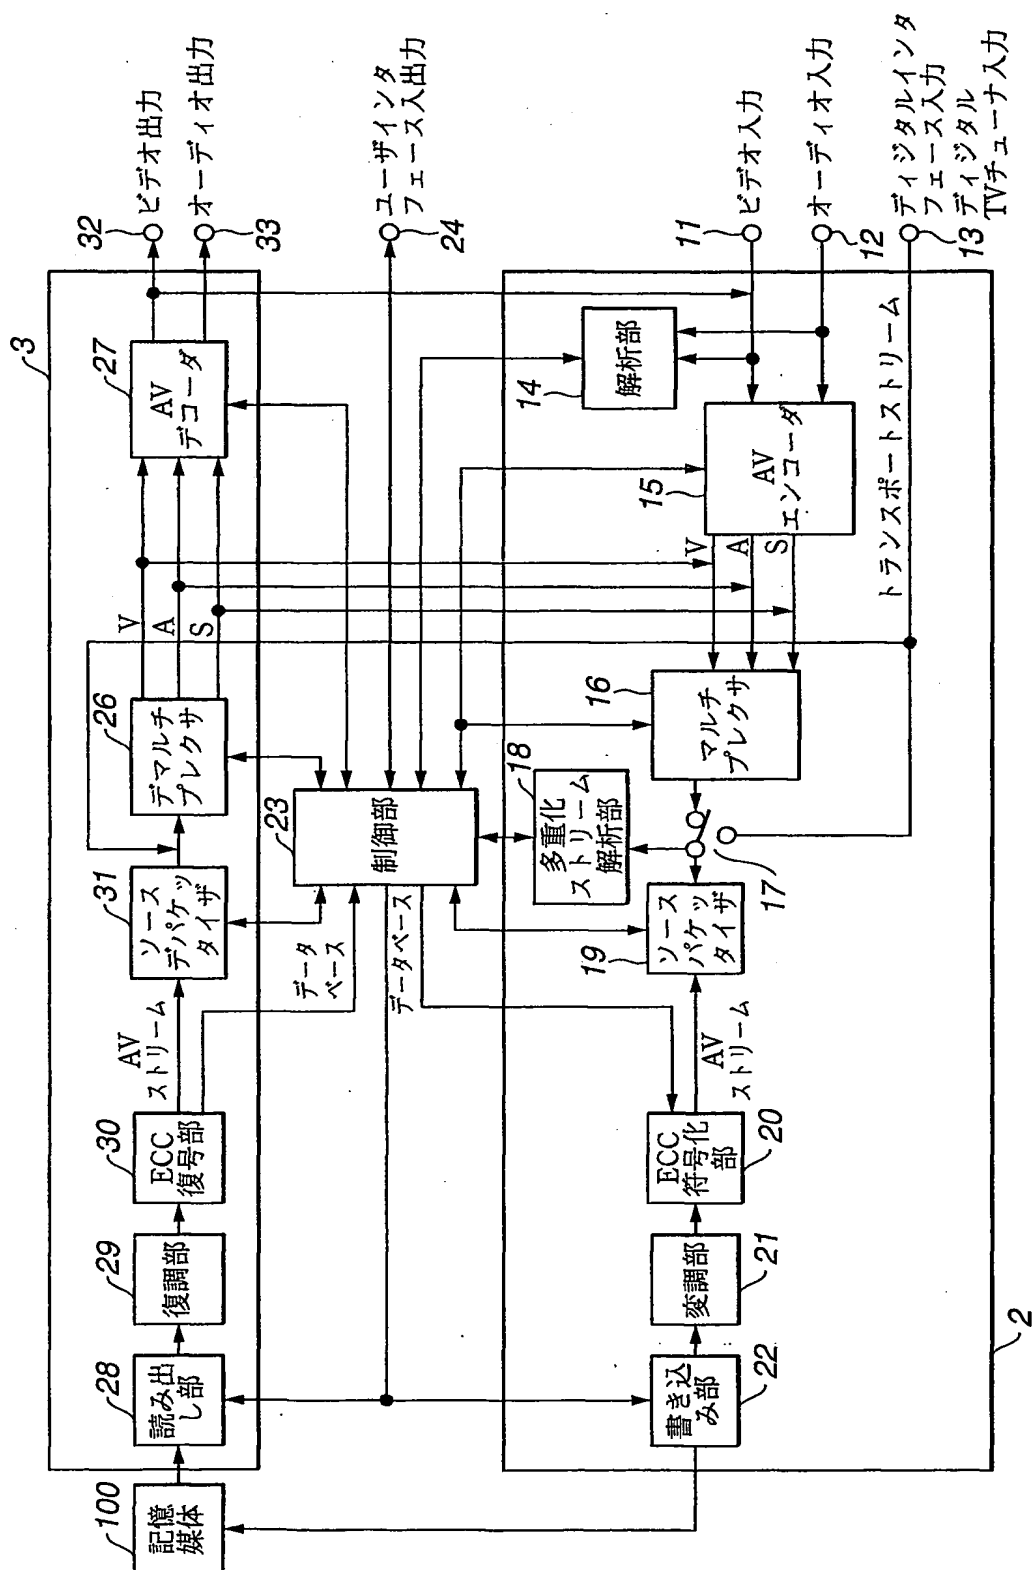 3
記憶
媒体
100
読み出
し部
28
復調部
29
ECC
復号部
30
AV
ストリーム
ソース
デパケッ
タイザ
31
デマルチ
プレクサ
26
V
A
S
AV
デコーダ
27
32
ビデオ出力
33
オーディオ出力
データ
ベース
データベース
制御部
23
ユーザインタ
フェース入出力
24
書き込
み部
22
変調部
21
ECC
符号化
部
20
AV
ストリーム
ソース
パケッ
タイザ
19
多重化
ストリーム
解析部
18
17
マルチ
プレクサ
16
V
A
S
AV
エンコーダ
15
解析部
14
11
ビデオ入力
12
オーディオ入力
トランスポートストリーム
13
ディジタルインタ
フェース入力
ディジタル
TVチューナ入力
2